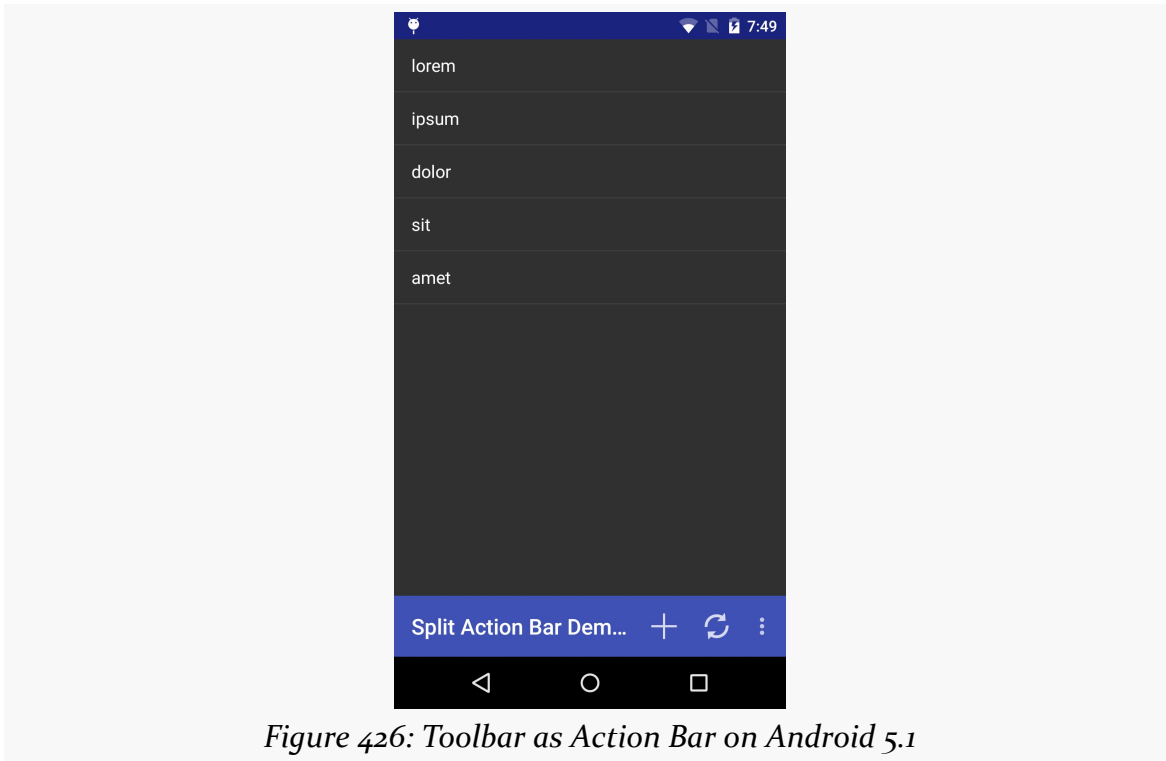 7:49
lorem
ipsum
dolor
sit
amet
Split Action Bar Dem...
Figure 426: Toolbar as Action Bar on Android 5.1